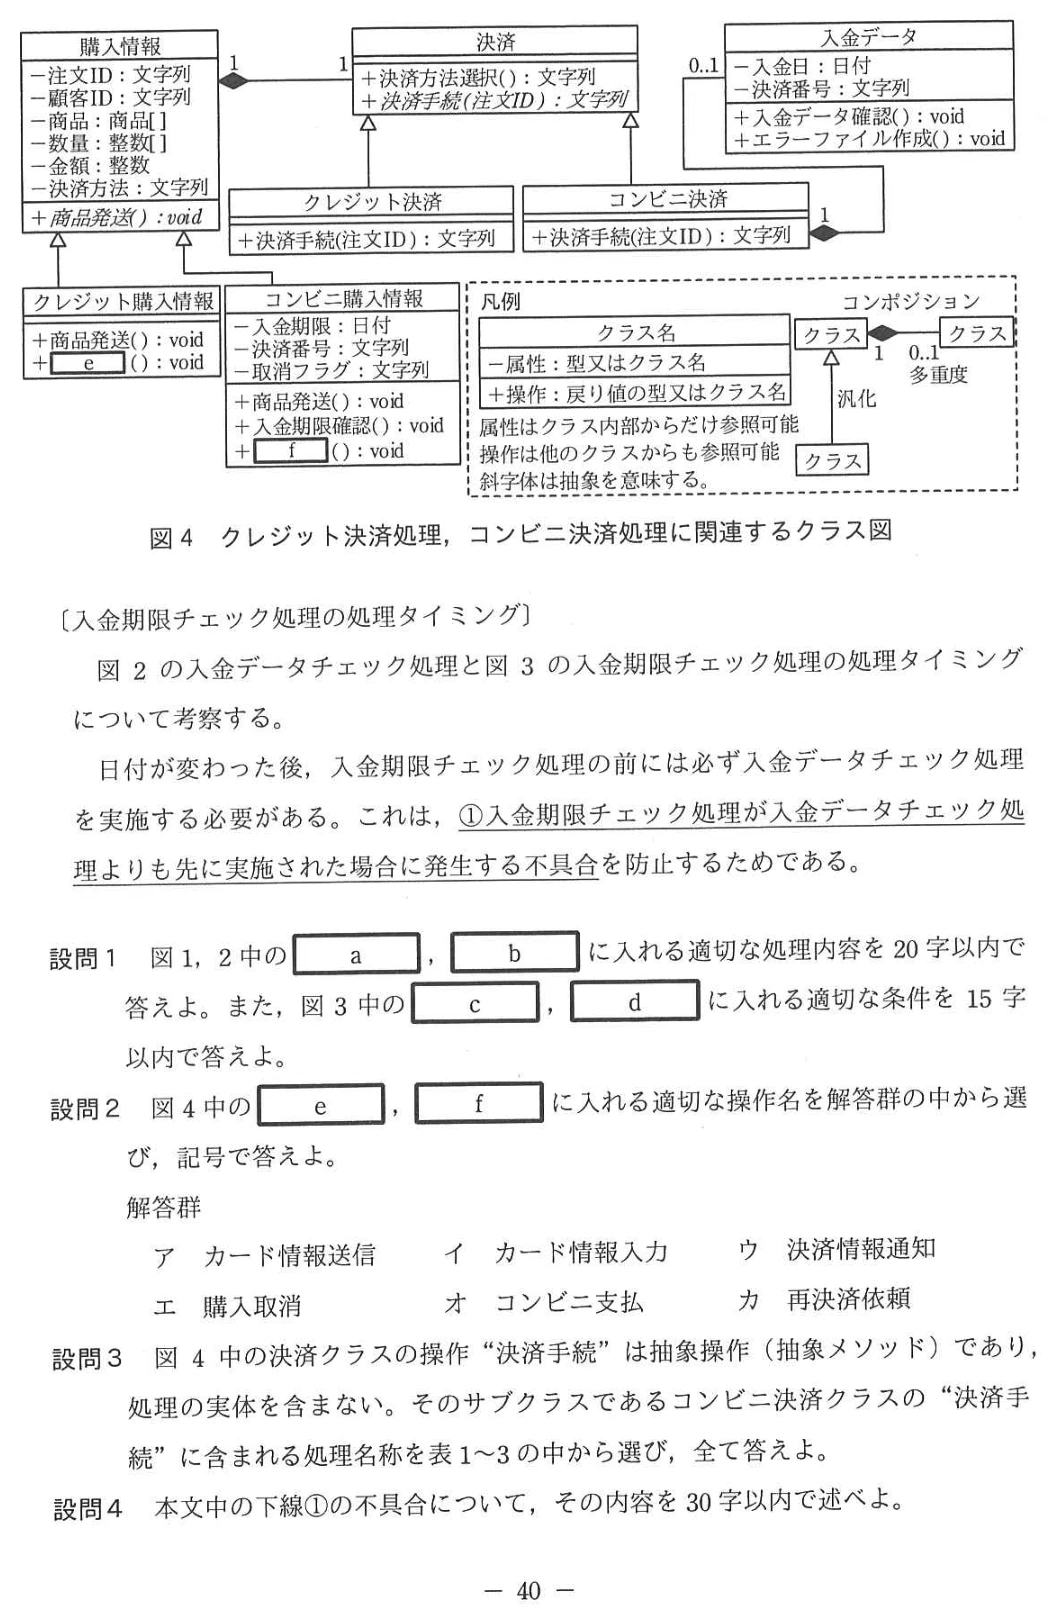 購入情報
－注文ID：文字列
－顧客ID：文字列
－商品：商品[]
－数量：整数[]
－金額：整数
－決済方法：文字列
＋商品発送()：void
1
1
決済
＋決済方法選択()：文字列
＋決済手続(注文ID)：文字列
0..1
入金データ
－入金日：日付
－決済番号：文字列
＋入金データ確認()：void
＋エラーファイル作成()：void
クレジット決済
＋決済手続(注文ID)：文字列
コンビニ決済
＋決済手続(注文ID)：文字列
1
クレジット購入情報
＋商品発送()：void
＋ e ()：void
コンビニ購入情報
－入金期限：日付
－決済番号：文字列
－取消フラグ：文字列
＋商品発送()：void
＋入金期限確認()：void
＋ f ()：void
凡例
クラス名
－属性：型又はクラス名
＋操作：戻り値の型又はクラス名
属性はクラス内部からだけ参照可能
操作は他のクラスからも参照可能
斜字体は抽象を意味する。
コンポジション
クラス
クラス
1
0..1
多重度
汎化
クラス
図4 クレジット決済処理，コンビニ決済処理に関連するクラス図
〔入金期限チェック処理の処理タイミング〕
図 2 の入金データチェック処理と図 3 の入金期限チェック処理の処理タイミング
について考察する。
日付が変わった後，入金期限チェック処理の前には必ず入金データチェック処理
を実施する必要がある。これは，①入金期限チェック処理が入金データチェック処
理よりも先に実施された場合に発生する不具合を防止するためである。
設問1 図1，2中の a ， b に入れる適切な処理内容を 20 字以内で
答えよ。また，図 3 中の c ， d に入れる適切な条件を 15 字
以内で答えよ。
設問2 図4中の e ， f に入れる適切な操作名を解答群の中から選
び，記号で答えよ。
解答群
ア カード情報送信 イ カード情報入力 ウ 決済情報通知
エ 購入取消 オ コンビニ支払 カ 再決済依頼
設問3 図 4 中の決済クラスの操作“決済手続”は抽象操作（抽象メソッド）であり，
処理の実体を含まない。そのサブクラスであるコンビニ決済クラスの“決済手
続”に含まれる処理名称を表1～3の中から選び，全て答えよ。
設問4 本文中の下線①の不具合について，その内容を 30 字以内で述べよ。
－ 40 －